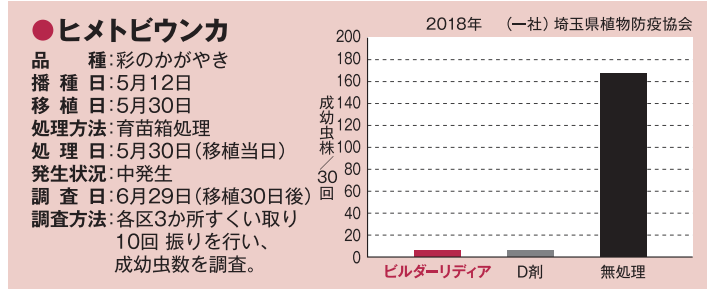 ●ヒメトビウンカ
品種：彩のかがやき
播種日：5月12日
移植日：5月30日
処理方法：育苗箱処理
処理日：5月30日（移植当日）
発生状況：中発生
調査日：6月29日（移植30日後）
調査方法：各区3か所すくい取り
10回 振りを行い、
成幼虫数を調査。
2018年 （一社）埼玉県植物防疫協会
成幼虫株／30回
200
180
160
140
120
100
80
60
40
20
0
ビルダーリディア D剤 無処理